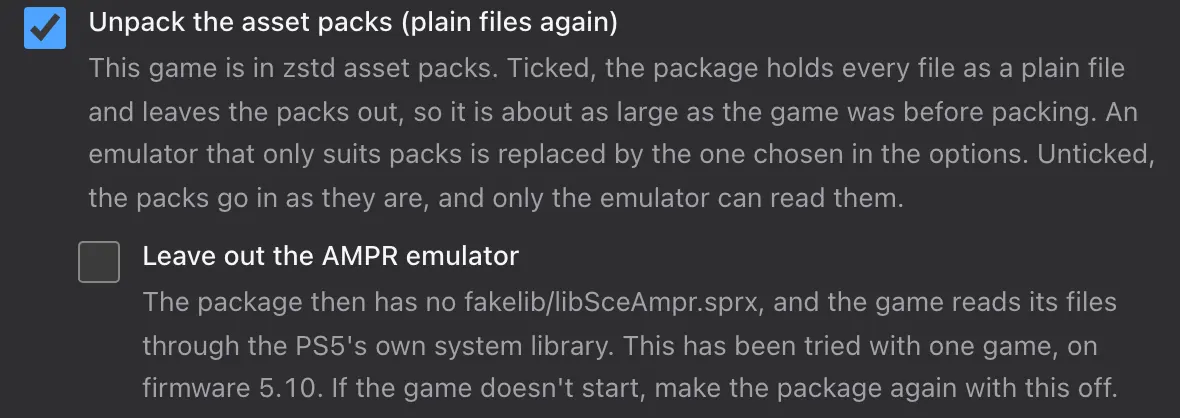 Unpack the asset packs (plain files again)
This game is in zstd asset packs. Ticked, the package holds every file as a plain file
and leaves the packs out, so it is about as large as the game was before packing. An
emulator that only suits packs is replaced by the one chosen in the options. Unticked,
the packs go in as they are, and only the emulator can read them.
Leave out the AMPR emulator
The package then has no fakelib/libSceAmpr.sprx, and the game reads its files
through the PS5's own system library. This has been tried with one game, on
firmware 5.10. If the game doesn't start, make the package again with this off.